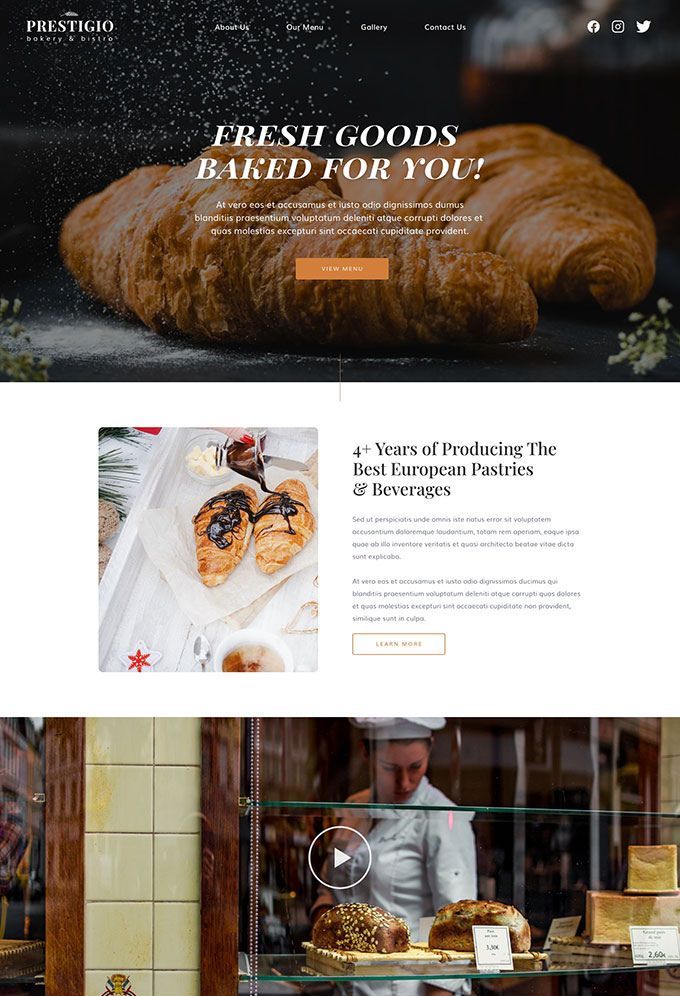 PRESTIGIO
bakery & bistro
About Us
Our Menu
Gallery
Contact Us
FRESH GOODS
BAKED FOR YOU!
At vero eos et accusamus et iusto odio dignissimos dumus
blanditiis praesentium voluptatum deleniti atque corrupti dolores et
quas molestias excepturi sint occaecati cupiditate provident.
VIEW MENU
4+ Years of Producing The
Best European Pastries
& Beverages
Sed ut perspiciatis unde omnis iste natus error sit voluptatem
accusantium doloremque laudantium, totam rem aperiam, eaque ipsa
quae ab illo inventore veritatis et quasi architecto beatae vitae dicta
sunt explicabo.
At vero eos et accusamus et iusto odio dignissimos ducimus qui
blanditiis praesentium voluptatum deleniti atque corrupti quos dolores
et quas molestias excepturi sint occaecati cupiditate non provident,
similique sunt in culpa.
LEARN MORE
3,30€
2,60€